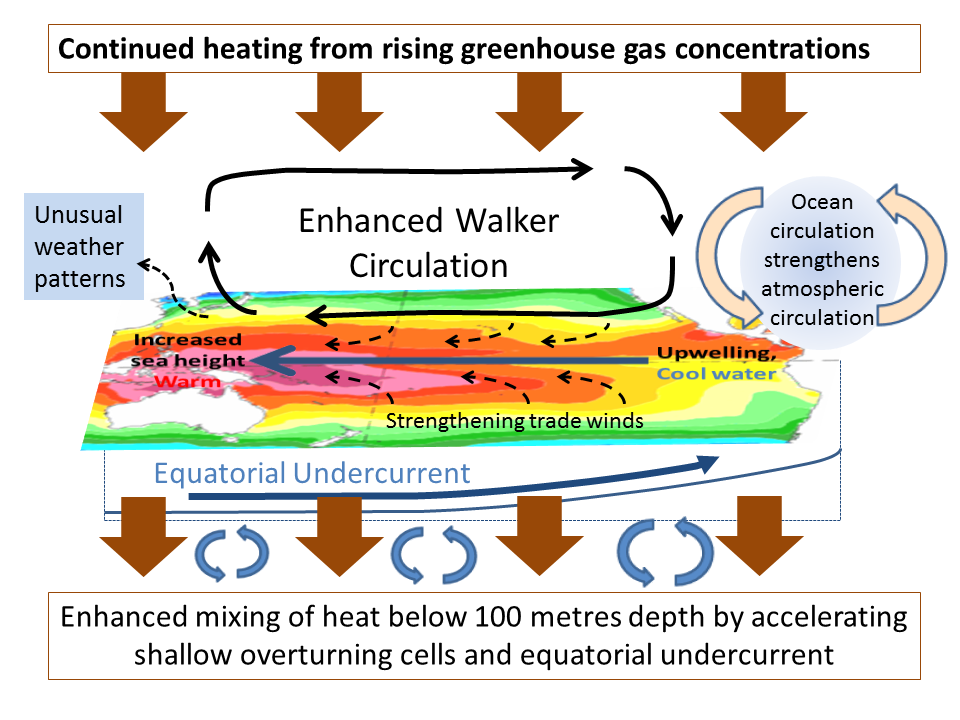 Continued heating from rising greenhouse gas concentrations
Unusual
weather
patterns
Enhanced Walker
Circulation
Ocean
circulation
strengthens
atmospheric
circulation
Increased
sea height
Warm
Upwelling,
Cool water
Strengthening trade winds
Equatorial Undercurrent
Enhanced mixing of heat below 100 metres depth by accelerating
shallow overturning cells and equatorial undercurrent